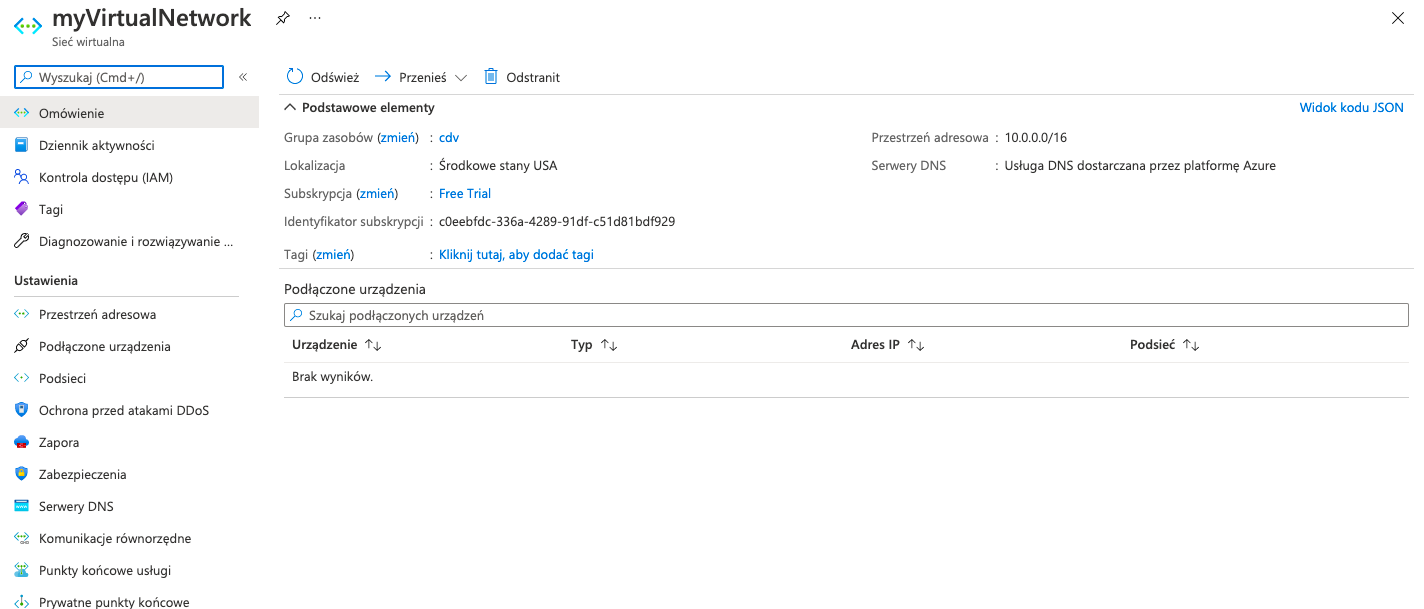 myVirtualNetwork
Sieć wirtualna
Wyszukaj (Cmd+/)
Omówienie
Dziennik aktywności
Kontrola dostępu (IAM)
Tagi
Diagnozowanie i rozwiązywanie ...
Ustawienia
Przestrzeń adresowa
Podłączone urządzenia
Podsieci
Ochrona przed atakami DDoS
Zapora
Zabezpieczenia
Serwery DNS
Komunikacje równorzędne
Punkty końcowe usługi
Prywatne punkty końcowe
Odśwież Przenieś Odstranit
Podstawowe elementy Widok kodu JSON
Grupa zasobów (zmień) : cdv
Lokalizacja : Środkowe stany USA
Subskrypcja (zmień) : Free Trial
Identyfikator subskrypcji : c0eebfdc-336a-4289-91df-c51d81bdf929
Tagi (zmień) : Kliknij tutaj, aby dodać tagi
Przestrzeń adresowa : 10.0.0.0/16
Serwery DNS : Usługa DNS dostarczana przez platformę Azure
Podłączone urządzenia
Szukaj podłączonych urządzeń
Urządzenie Typ Adres IP Podsieć
Brak wyników.